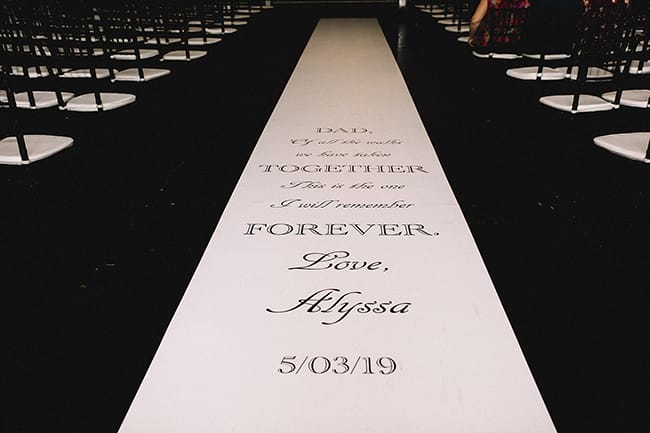 DAD,
Of all the walks
we have taken
TOGETHER
This is the one
I will remember
FOREVER.
Love,
Alyssa
5/03/19